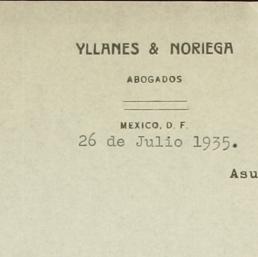 YLLANES & NORIEGA
ABOGADOS
MEXICO, D. F.
26 de Julio 1935.
Asu